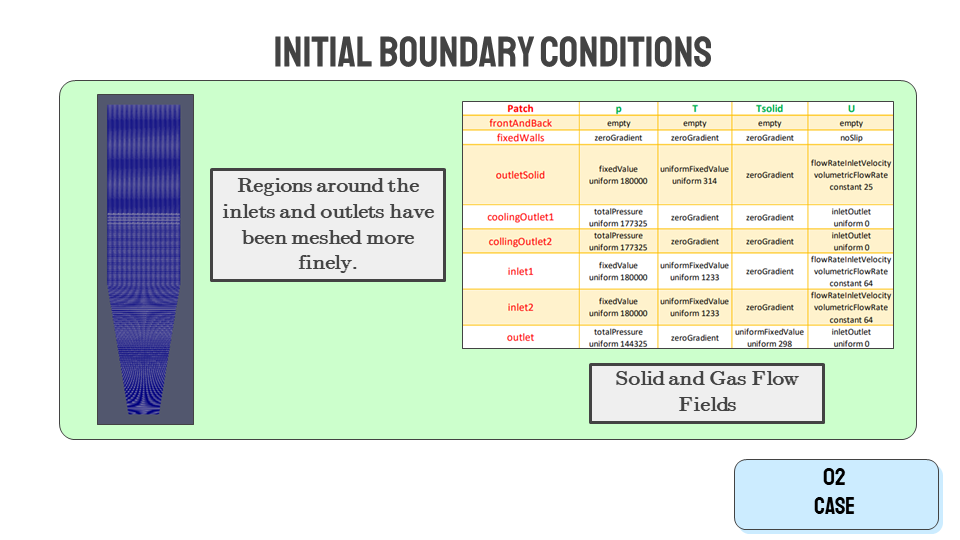 INITIAL BOUNDARY CONDITIONS
Regions around the
inlets and outlets have
been meshed more
finely.
Patch p T Tsolid U
frontAndBack empty empty empty empty
fixedWalls zeroGradient zeroGradient zeroGradient noSlip
outletSolid fixedValue uniform 180000 uniformFixedValue uniform 314 zeroGradient flowRateInletVelocity volumetricFlowRate constant 25
coolingOutlet1 totalPressure uniform 177325 zeroGradient zeroGradient inletOutlet uniform 0
collingOutlet2 totalPressure uniform 177325 zeroGradient zeroGradient inletOutlet uniform 0
inlet1 fixedValue uniform 180000 uniformFixedValue uniform 1233 zeroGradient flowRateInletVelocity volumetricFlowRate constant 64
inlet2 fixedValue uniform 180000 uniformFixedValue uniform 1233 zeroGradient flowRateInletVelocity volumetricFlowRate constant 64
outlet totalPressure uniform 144325 zeroGradient uniformFixedValue uniform 298 inletOutlet uniform 0
Solid and Gas Flow
Fields
02
CASE